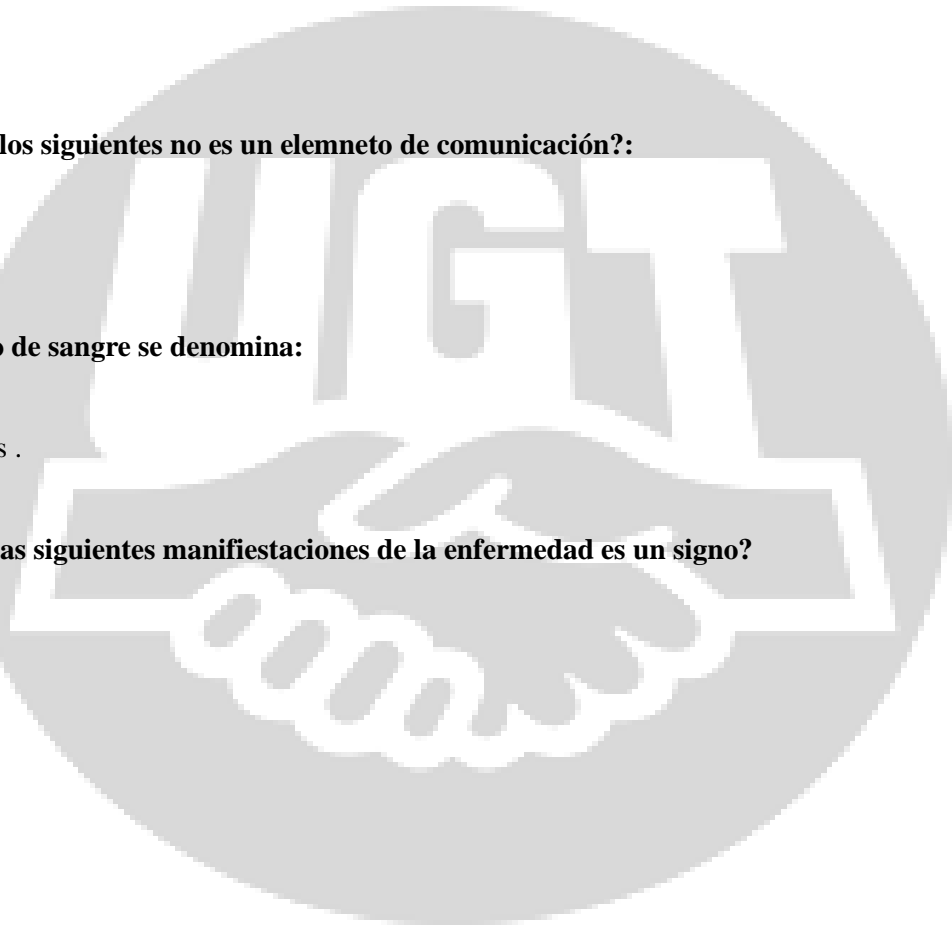 los siguientes no es un elemneto de comunicación?:
UGT
o de sangre se denomina:
s .
as siguientes manifiestaciones de la enfermedad es un signo?